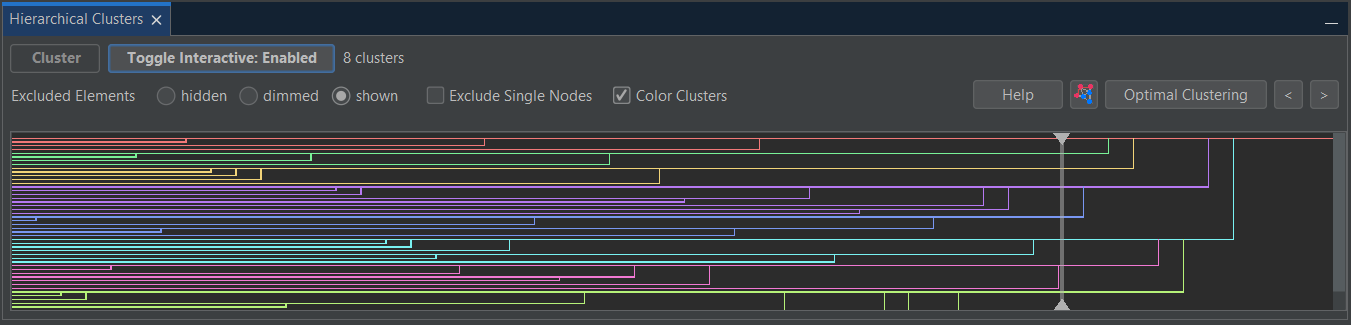 Hierarchical Clusters
Cluster Toggle Interactive: Enabled 8 clusters
Excluded Elements hidden dimmed shown Exclude Single Nodes Color Clusters Help Optimal Clustering < >